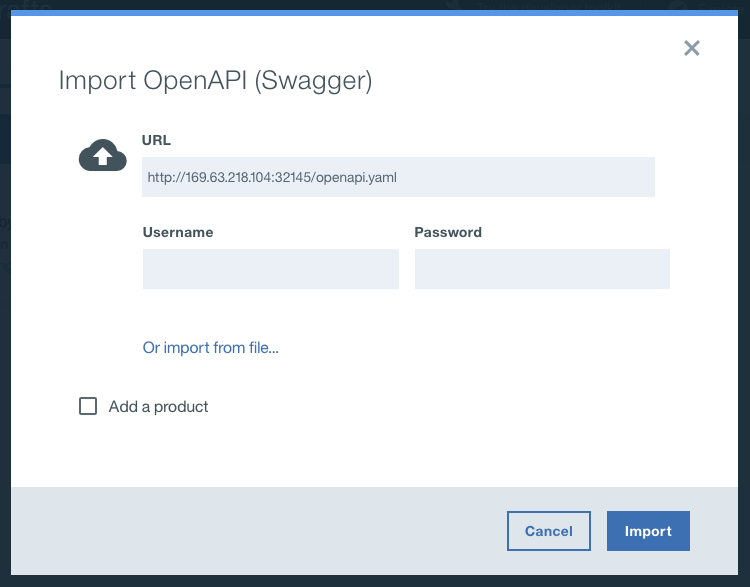 Import OpenAPI (Swagger)
URL
http://169.63.218.104:32145/openapi.yaml
Username Password
Or import from file...
Add a product
Cancel Import